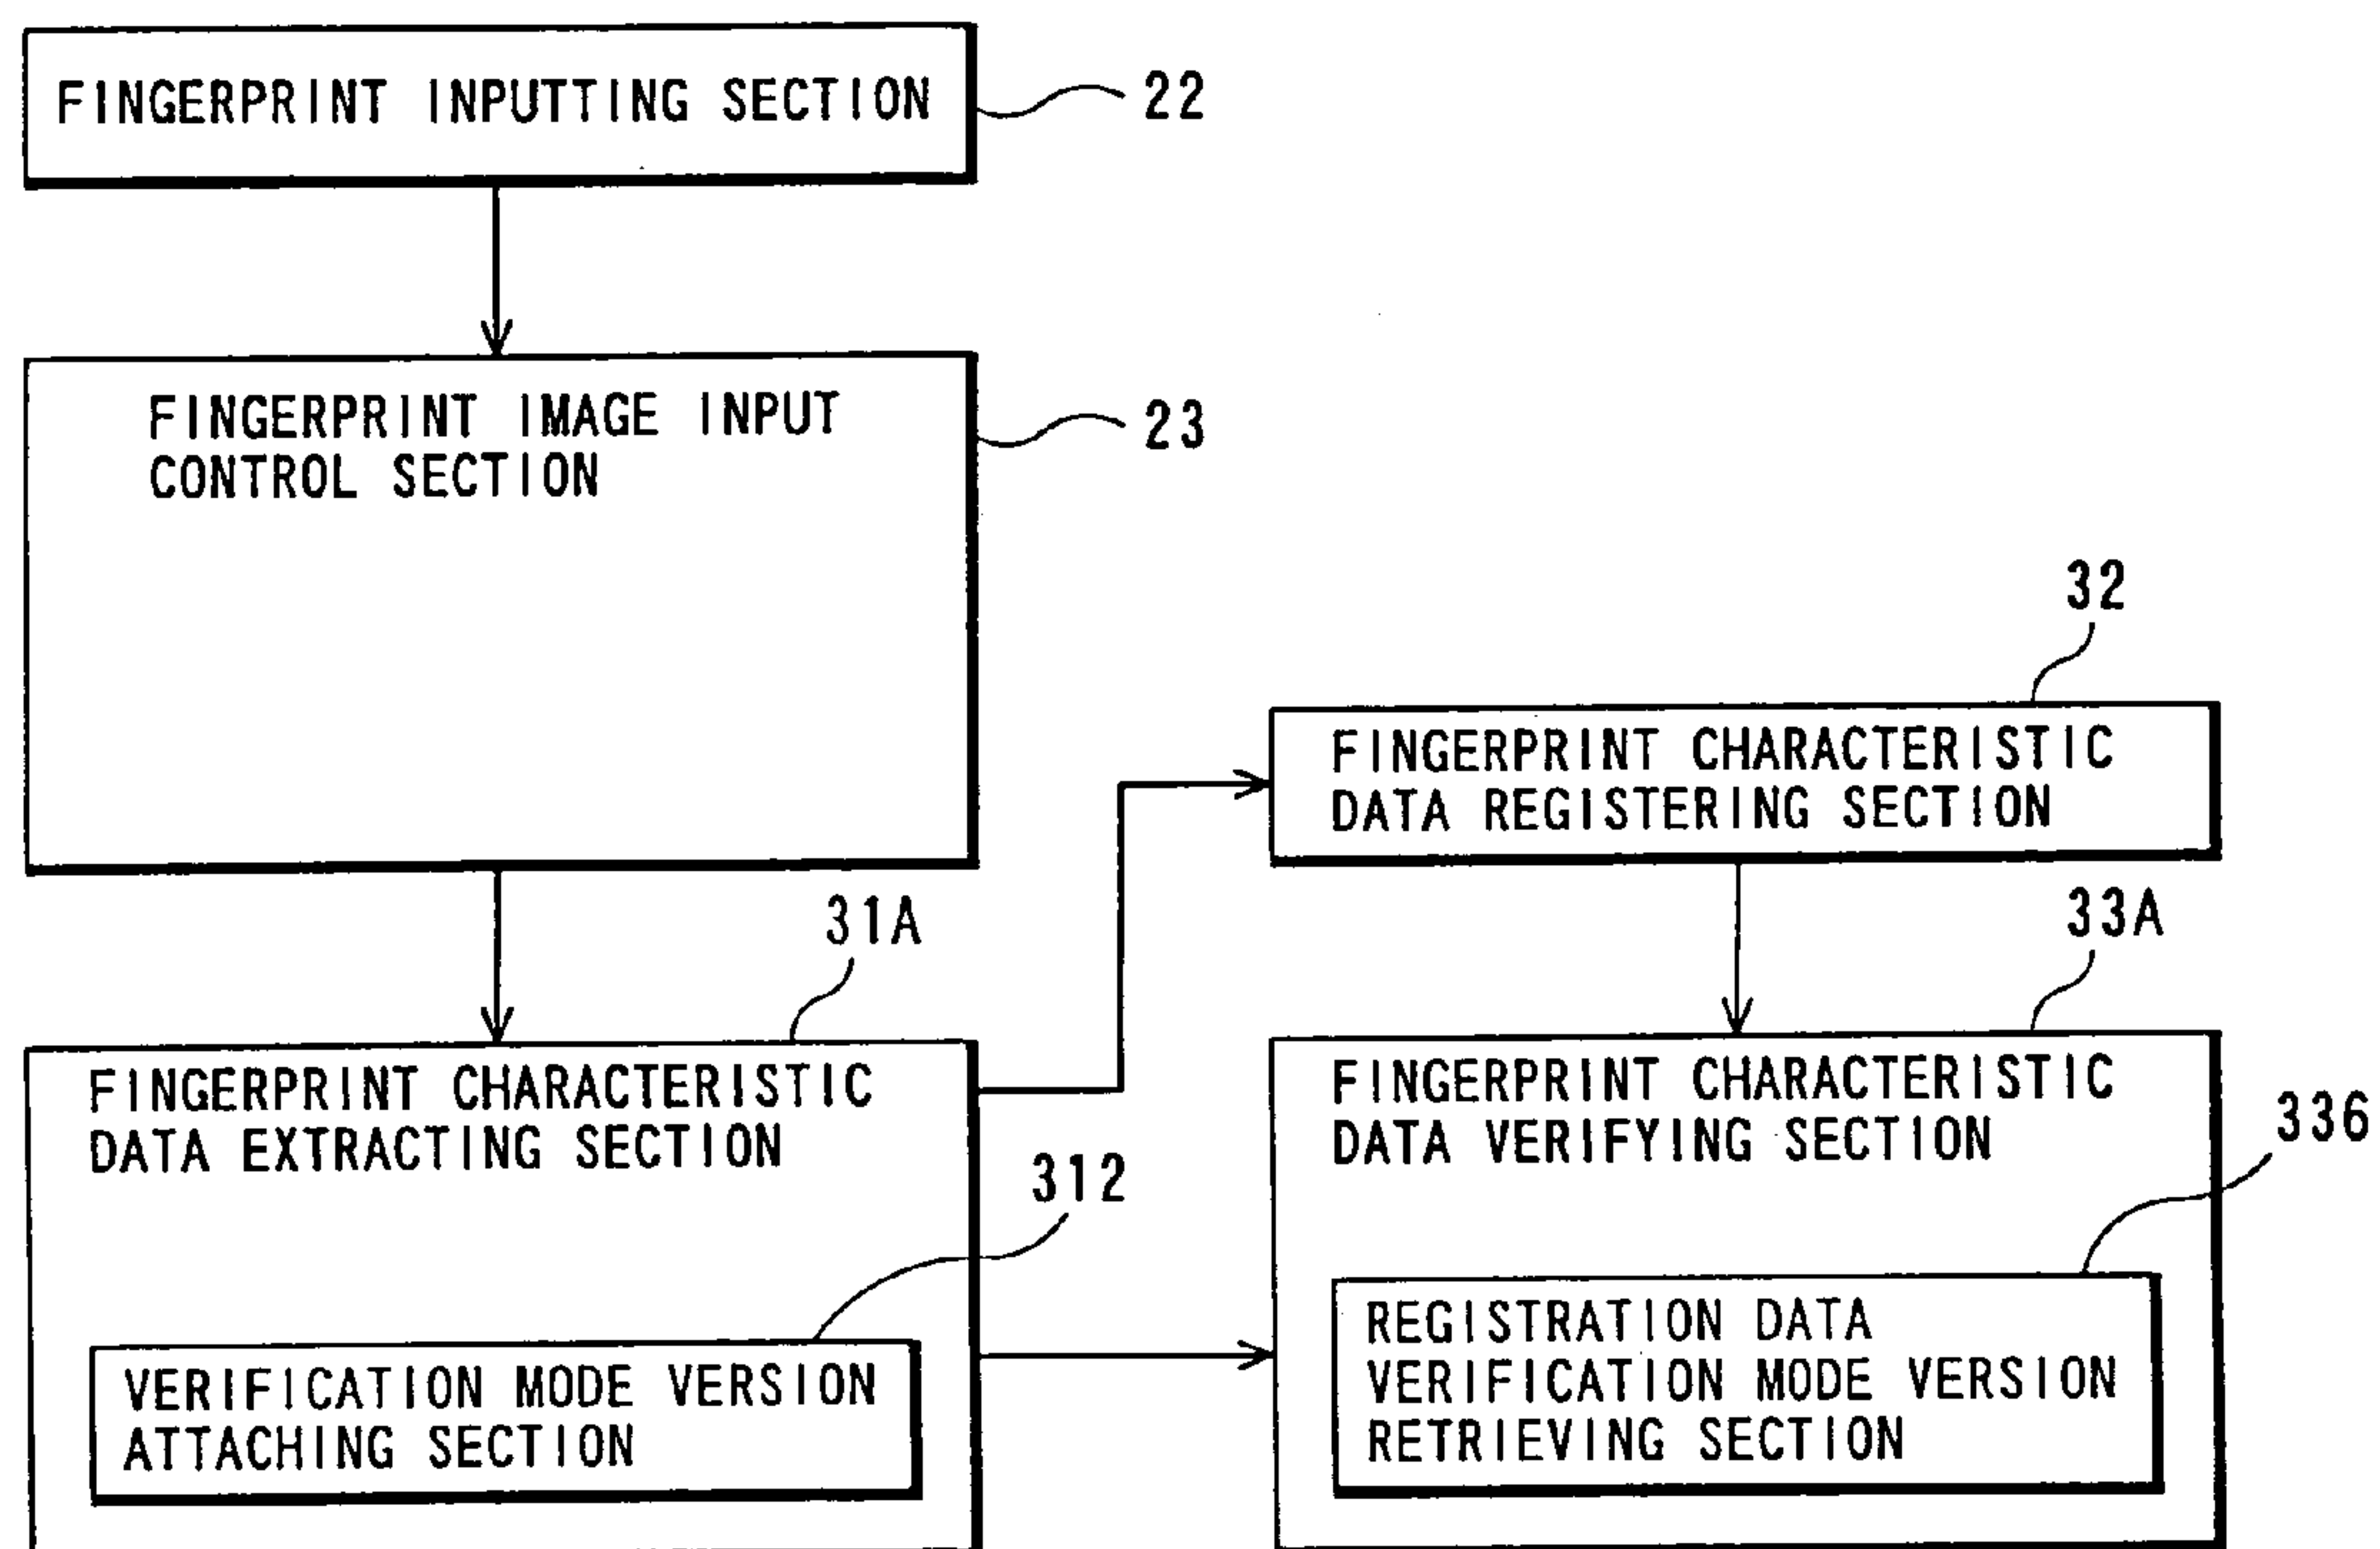 FINGERPRINT INPUTTING SECTION
22
FINGERPRINT IMAGE INPUT
CONTROL SECTION
23
32
FINGERPRINT CHARACTERISTIC
DATA REGISTERING SECTION
31A
33A
FINGERPRINT CHARACTERISTIC
DATA EXTRACTING SECTION
312
VERIFICATION MODE VERSION
ATTACHING SECTION
FINGERPRINT CHARACTERISTIC
DATA VERIFYING SECTION
336
REGISTRATION DATA
VERIFICATION MODE VERSION
RETRIEVING SECTION